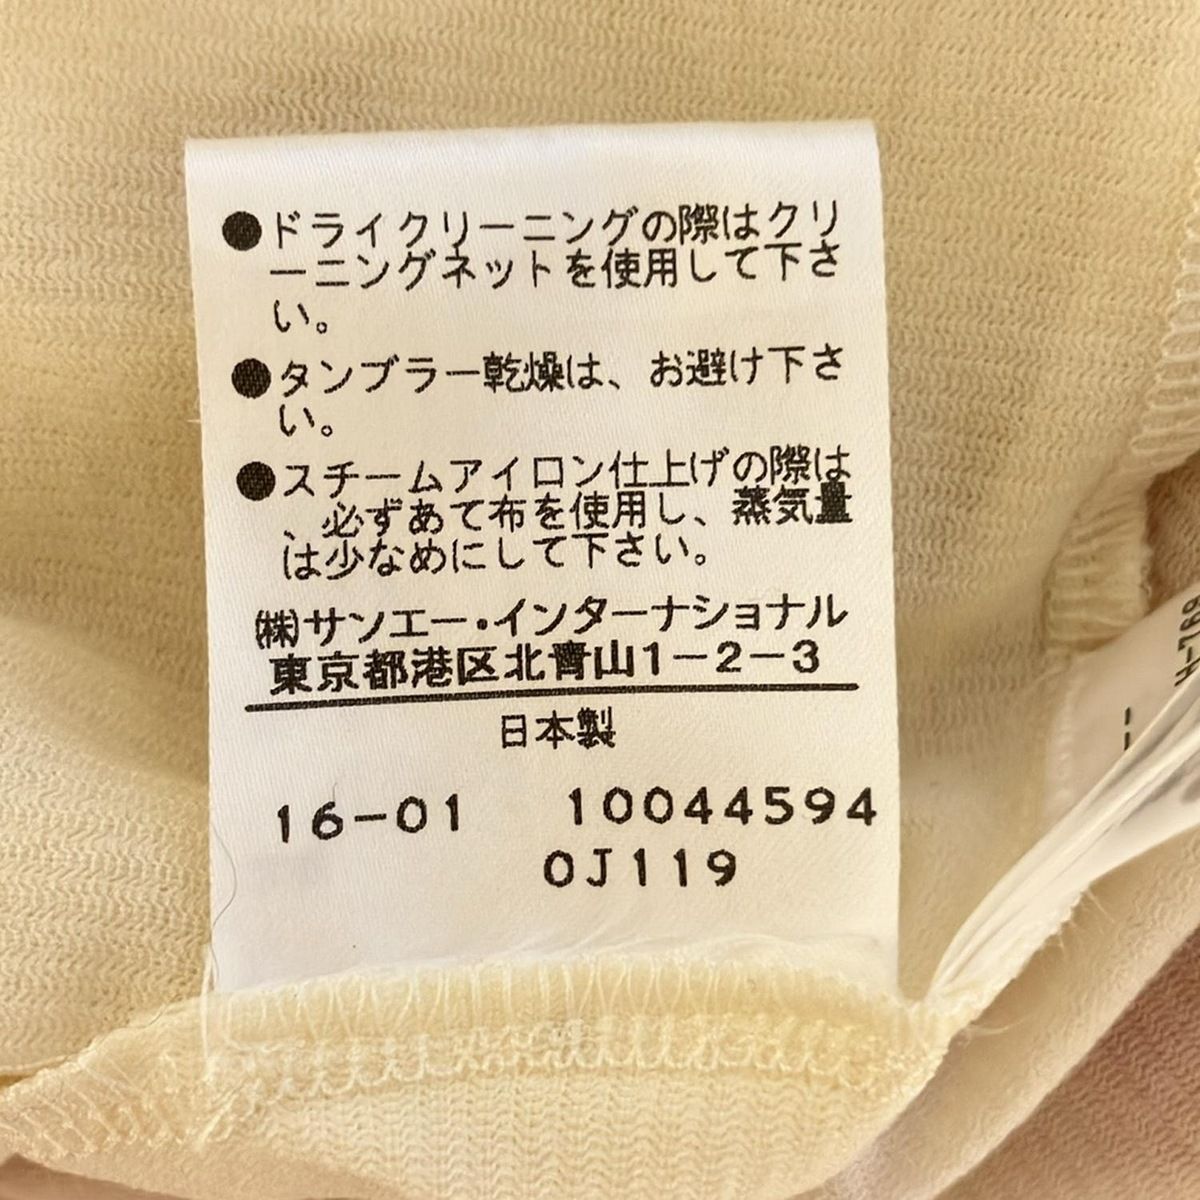 ●ドライクリーニングの際はクリ
ーニングネットを使用して下さ
い。
●タンブラー乾燥は、お避け下さ
い。
●スチームアイロン仕上げの際は
、必ずあて布を使用し、蒸気量
は少なめにして下さい。
㈱サンエー・インターナショナル
東京都港区北青山1-2-3
日本製
16-01 10044594
0J119